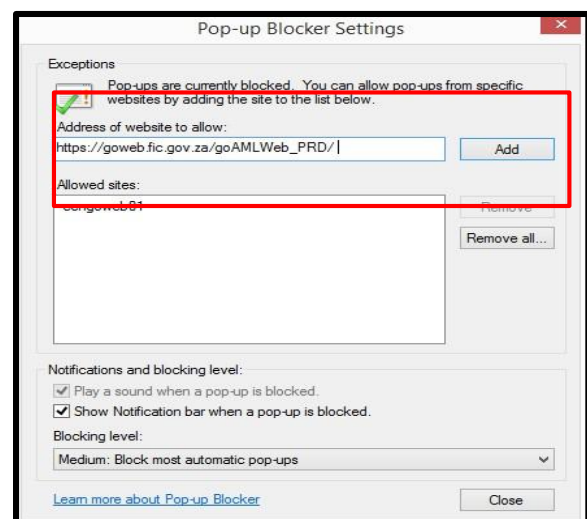 Pop-up Blocker Settings
Exceptions
Pop-ups are currently blocked. You can allow pop-ups from specific
websites by adding the site to the list below.
Address of website to allow:
https://goweb.fic.gov.za/goAMLWeb_PRD/
Add
Allowed sites:
Remove
Remove all...
Notifications and blocking level:
Play a sound when a pop-up is blocked.
Show Notification bar when a pop-up is blocked.
Blocking level:
Medium: Block most automatic pop-ups
Learn more about Pop-up Blocker
Close